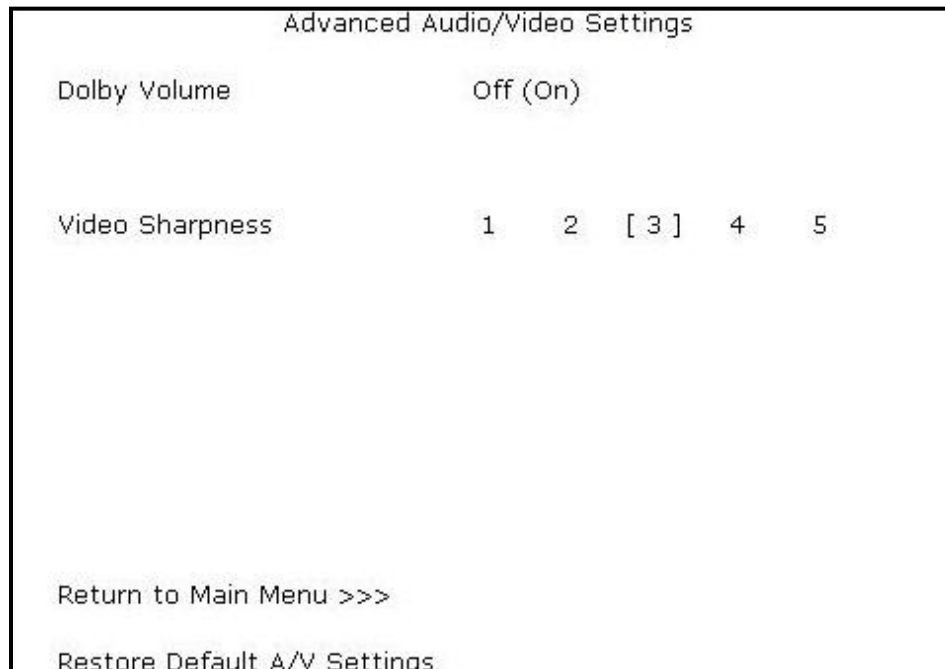 Advanced Audio/Video Settings
Dolby Volume Off (On)
Video Sharpness 1 2 [ 3 ] 4 5
Return to Main Menu >>>
Restore Default A/V Settings